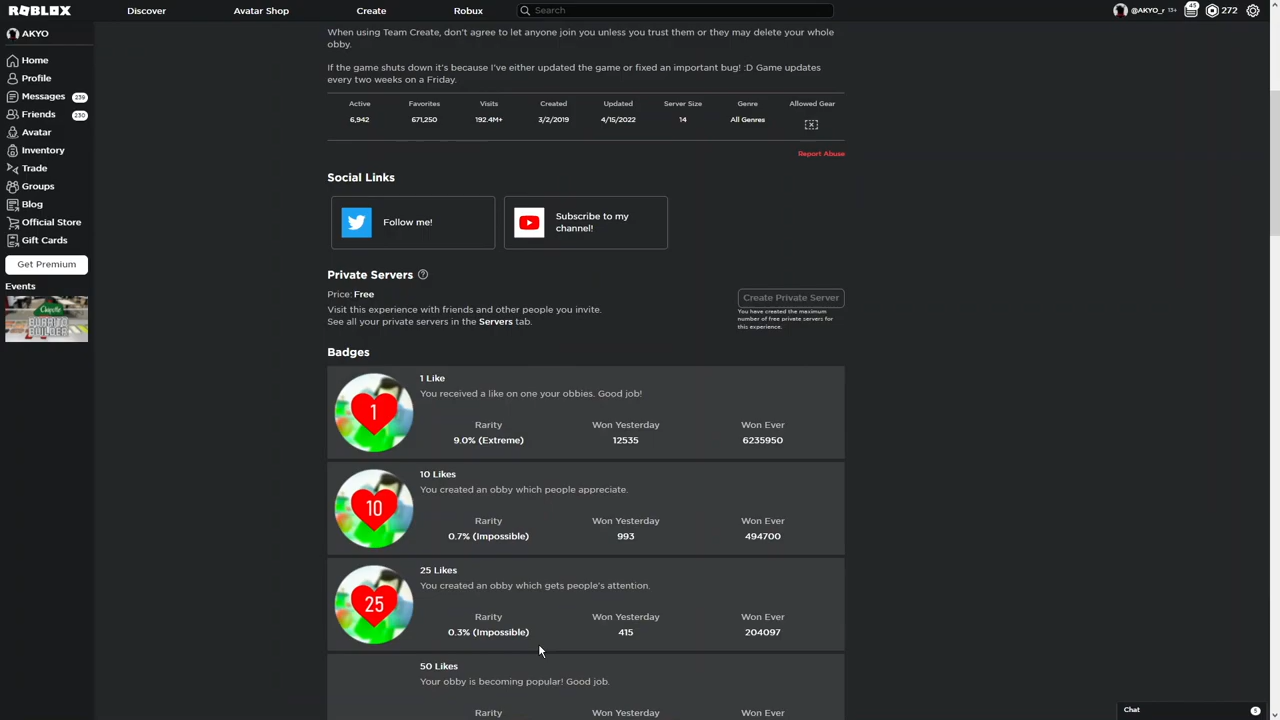 ROBLOX Discover Avatar Shop Create Robux Search @AKYO_r 13+ 45 272
AKYO
Home
Profile
Messages 239
Friends 230
Avatar
Inventory
Trade
Groups
Blog
Official Store
Gift Cards
Get Premium
Events
Chipotle
BURRITO
BUILDER
When using Team Create, don't agree to let anyone join you unless you trust them or they may delete your whole
obby.
If the game shuts down it's because I've either updated the game or fixed an important bug! :D Game updates
every two weeks on a Friday.
Active Favorites Visits Created Updated Server Size Genre Allowed Gear
6,942 671,250 192.4M+ 3/2/2019 4/15/2022 14 All Genres
Report Abuse
Social Links
Follow me!
Subscribe to my
channel!
Private Servers ?
Price: Free
Visit this experience with friends and other people you invite.
See all your private servers in the Servers tab.
Create Private Server
You have created the maximum
number of free private servers for
this experience.
Badges
1
1 Like
You received a like on one your obbies. Good job!
Rarity Won Yesterday Won Ever
9.0% (Extreme) 12535 6235950
10
10 Likes
You created an obby which people appreciate.
Rarity Won Yesterday Won Ever
0.7% (Impossible) 993 494700
25
25 Likes
You created an obby which gets people's attention.
Rarity Won Yesterday Won Ever
0.3% (Impossible) 415 204097
50 Likes
Your obby is becoming popular! Good job.
Rarity Won Yesterday Won Ever
Chat 5